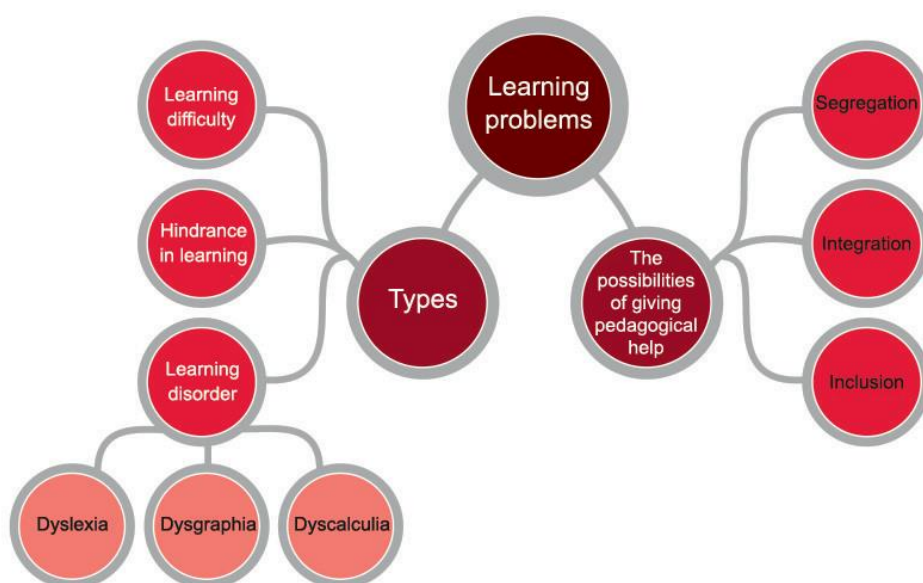 Learning
problems
Types
Learning
difficulty
Hindrance
in learning
Learning
disorder
Dyslexia
Dysgraphia
Dyscalculia
The
possibilities
of giving
pedagogical
help
Segregation
Integration
Inclusion